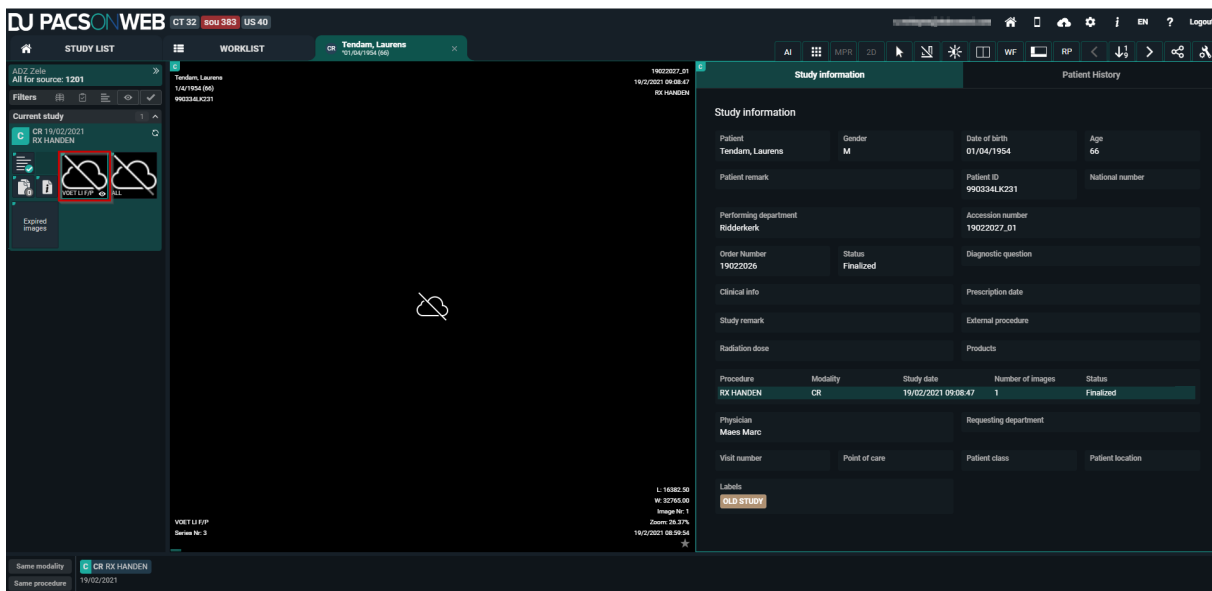 DJ PACSONWEB CT 32 sou 383 US 40
EN ? Logout
STUDY LIST
WORKLIST
CR Tendam, Laurens
°01/04/1954 (66)
AI MPR 2D WF RP
ADZ Zele
All for source: 1201
Filters
Current study 1
C CR 19/02/2021
RX HANDEN
VOET LI F/P
ALL
Expired
images
C
Tendam, Laurens
1/4/1954 (66)
990334LK231
19022027_01
19/2/2021 09:08:47
RX HANDEN
VOET LI F/P
Series Nr: 3
L: 16382.50
W: 32765.00
Image Nr: 1
Zoom: 26.37%
19/2/2021 08:59:54
C
Study information
Patient History
Study information
Patient
Tendam, Laurens
Gender
M
Date of birth
01/04/1954
Age
66
Patient remark
Patient ID
990334LK231
National number
Performing department
Ridderkerk
Accession number
19022027_01
Order Number
19022026
Status
Finalized
Diagnostic question
Clinical info
Prescription date
Study remark
External procedure
Radiation dose
Products
Procedure Modality Study date Number of images Status
RX HANDEN CR 19/02/2021 09:08:47 1 Finalized
Physician
Maes Marc
Requesting department
Visit number
Point of care
Patient class
Patient location
Labels
OLD STUDY
Same modality
Same procedure
C CR RX HANDEN
19/02/2021